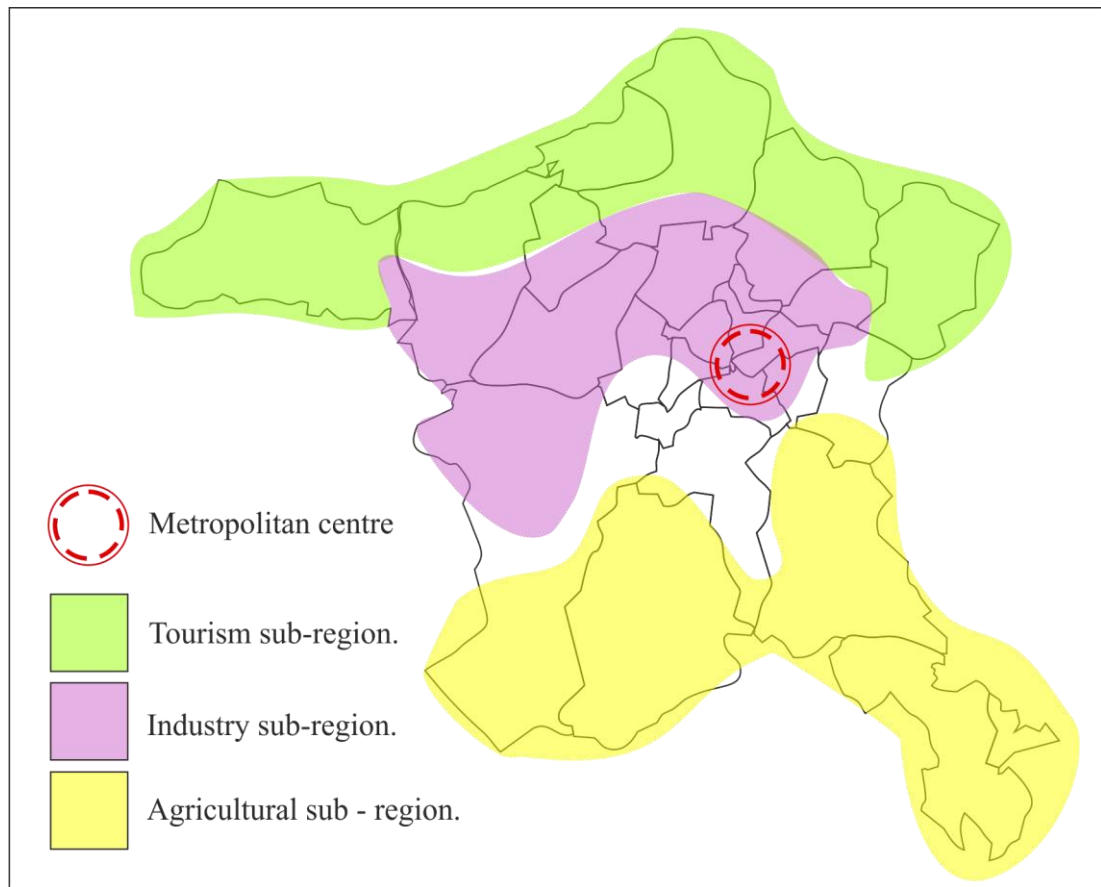 Metropolitan centre
Tourism sub-region.
Industry sub-region.
Agricultural sub - region.